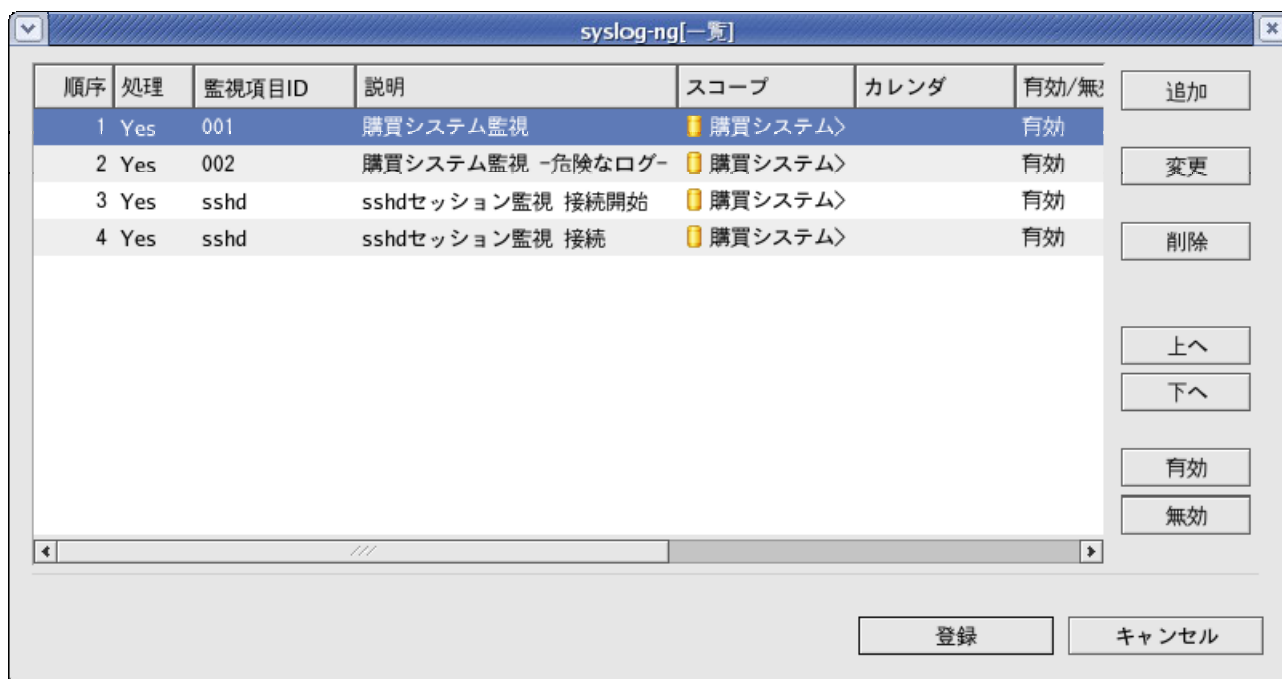 syslog-ng[一覧]
順序 処理 監視項目ID 説明 スコープ カレンダ 有効/無
1 Yes 001 購買システム監視 購買システム> 有効
2 Yes 002 購買システム監視 -危険なログ- 購買システム> 有効
3 Yes sshd sshdセッション監視 接続開始 購買システム> 有効
4 Yes sshd sshdセッション監視 接続 購買システム> 有効
追加
変更
削除
上へ
下へ
有効
無効
登録 キャンセル